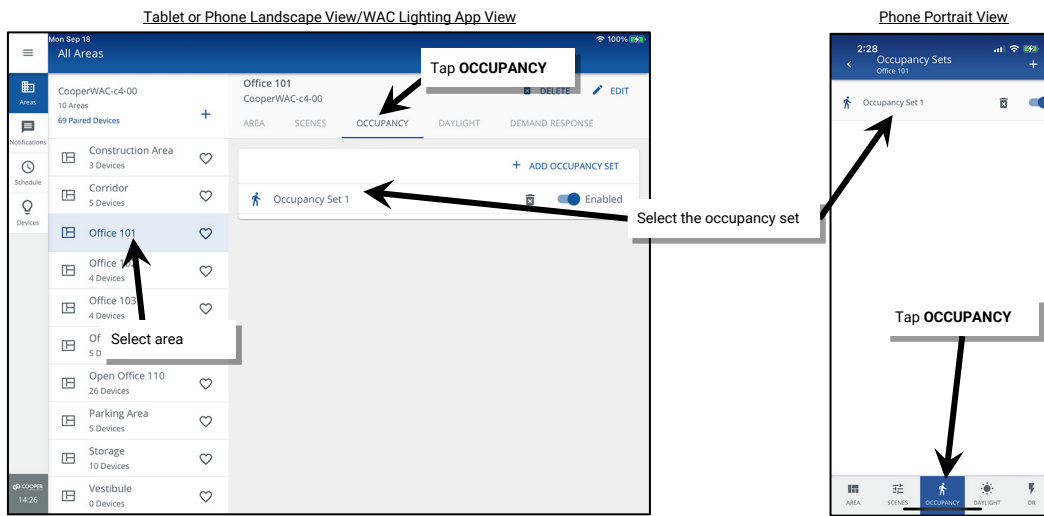 Tablet or Phone Landscape View/WAC Lighting App View
Phone Portrait View
Mon Sep 18
100%
All Areas
Tap OCCUPANCY
CooperWAC-c4-00
10 Areas
69 Paired Devices
+
Areas
Notifications
Schedule
Devices
COOPER
14:26
Construction Area
3 Devices
Corridor
5 Devices
Office 101
Office
4 Devices
Office 103
4 Devices
Select area
Open Office 110
26 Devices
Parking Area
5 Devices
Storage
10 Devices
Vestibule
0 Devices
Office 101
CooperWAC-c4-00
DELETE
EDIT
AREA SCENES OCCUPANCY DAYLIGHT DEMAND RESPONSE
+ ADD OCCUPANCY SET
Occupancy Set 1
Enabled
Select the occupancy set
2:28
< Occupancy Sets +
Office 101
Occupancy Set 1
Tap OCCUPANCY
AREA SCENES OCCUPANCY DAYLIGHT DR